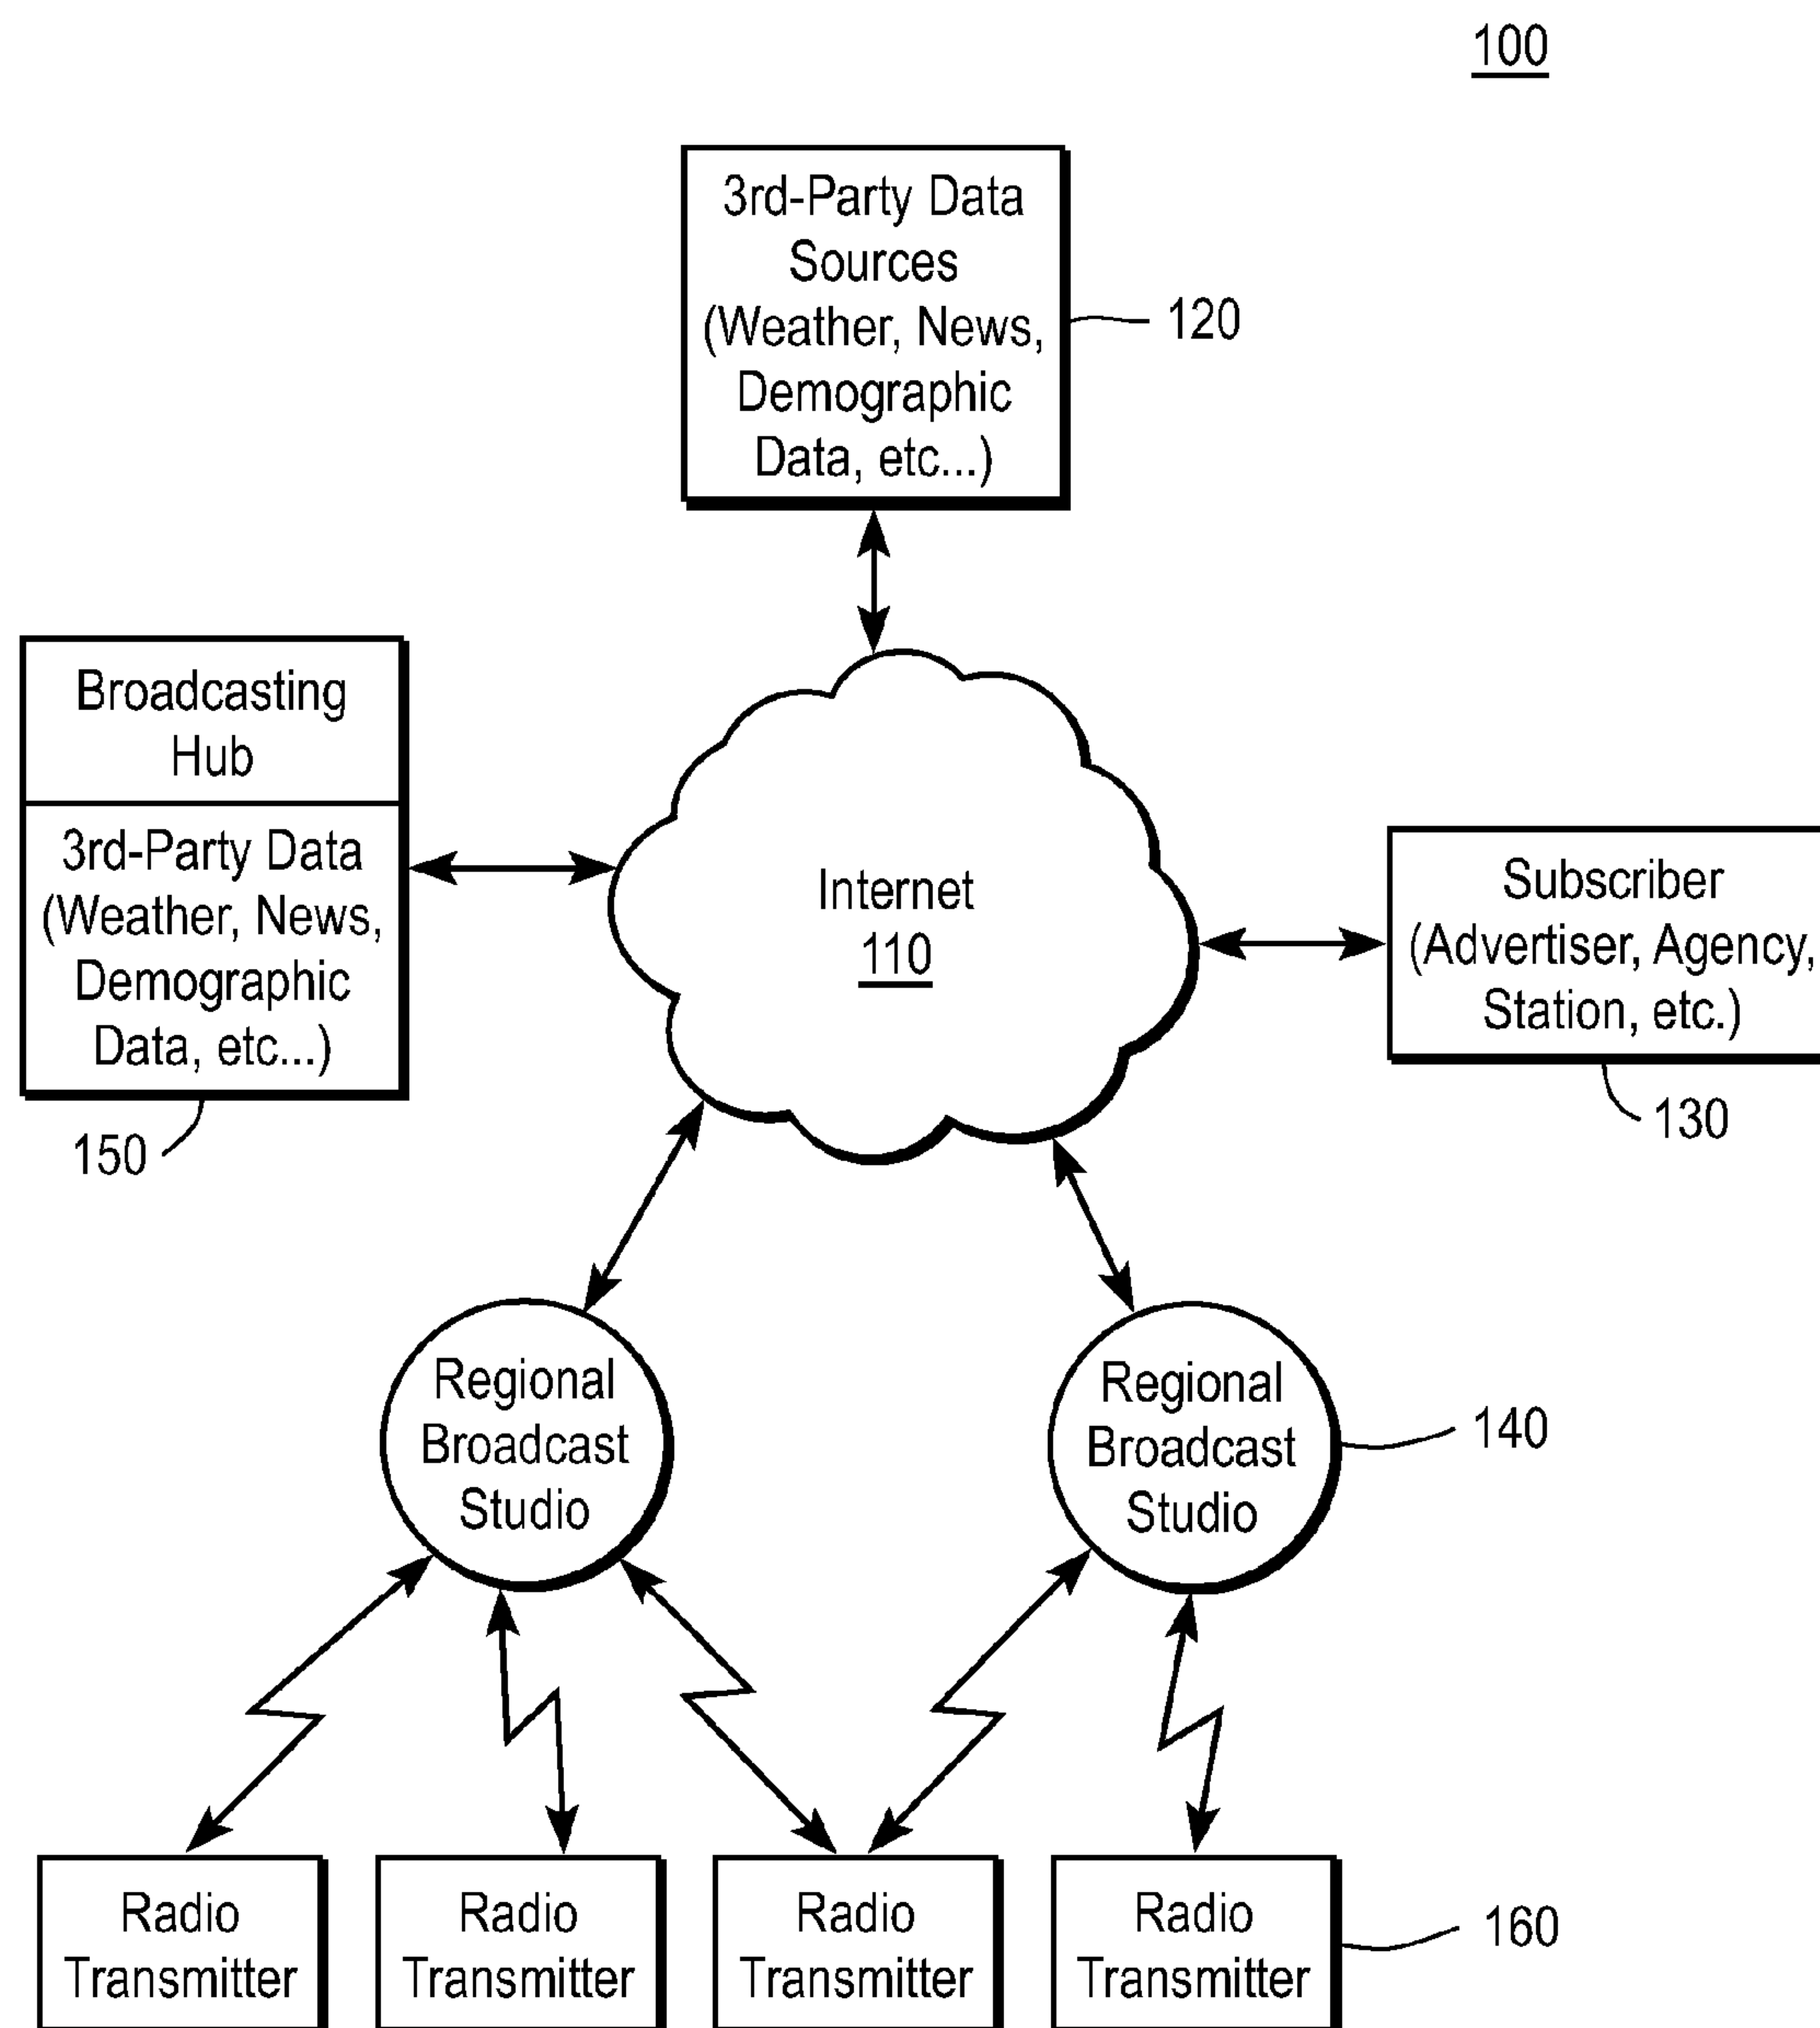 100
3rd-Party Data
Sources
(Weather, News,
Demographic
Data, etc...)
120
Broadcasting
Hub
3rd-Party Data
(Weather, News,
Demographic
Data, etc...)
150
Internet
110
Subscriber
(Advertiser, Agency,
Station, etc.)
130
Regional
Broadcast
Studio
Regional
Broadcast
Studio
140
Radio
Transmitter
Radio
Transmitter
Radio
Transmitter
Radio
Transmitter
160